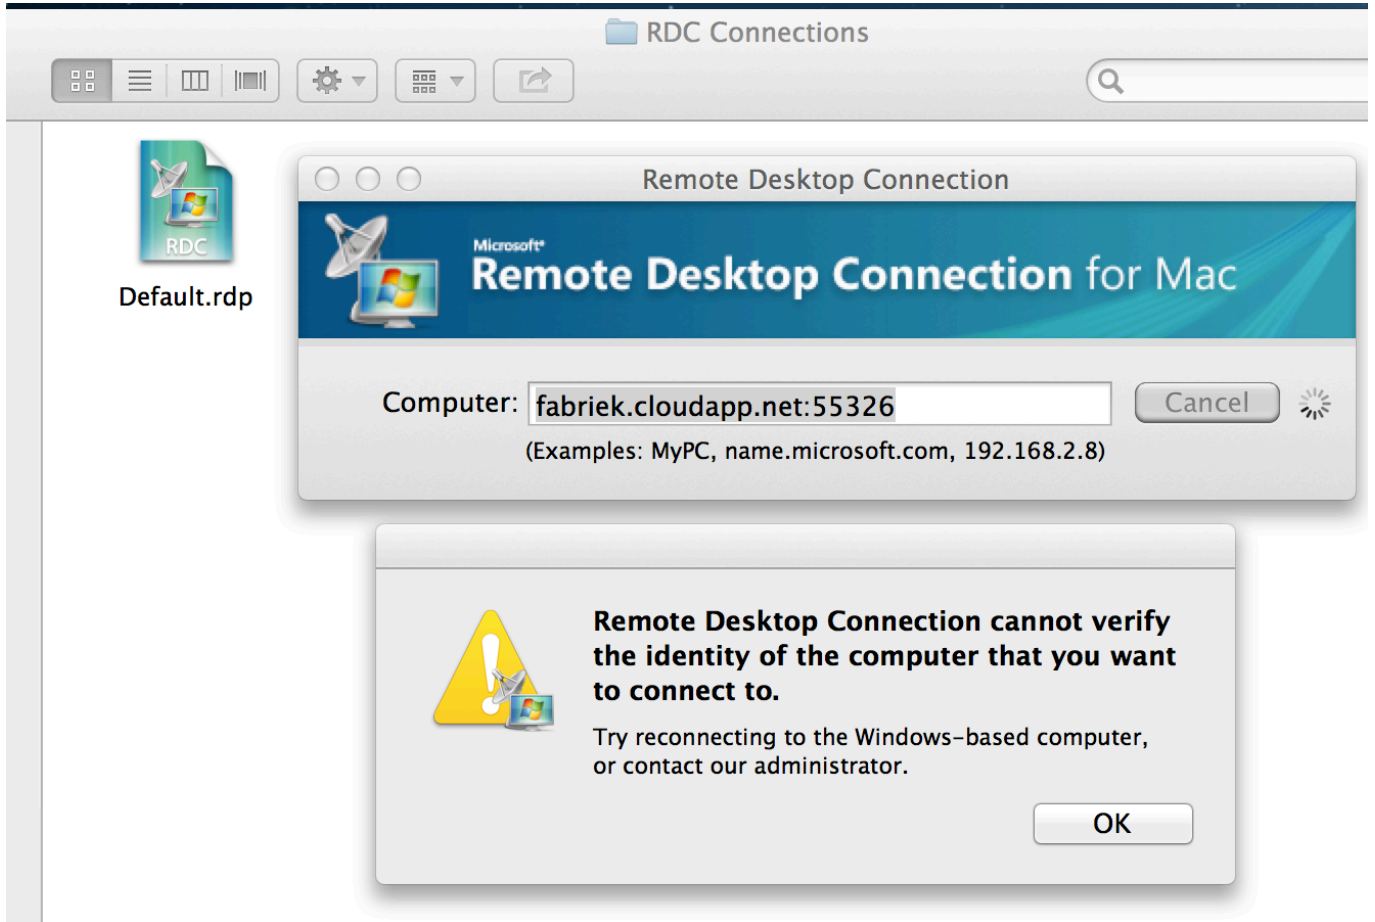 RDC Connections
RDC
Default.rdp
Remote Desktop Connection
Microsoft®
Remote Desktop Connection for Mac
Computer: fabriek.cloudapp.net:55326
Cancel
(Examples: MyPC, name.microsoft.com, 192.168.2.8)
Remote Desktop Connection cannot verify
the identity of the computer that you want
to connect to.
Try reconnecting to the Windows-based computer,
or contact our administrator.
OK